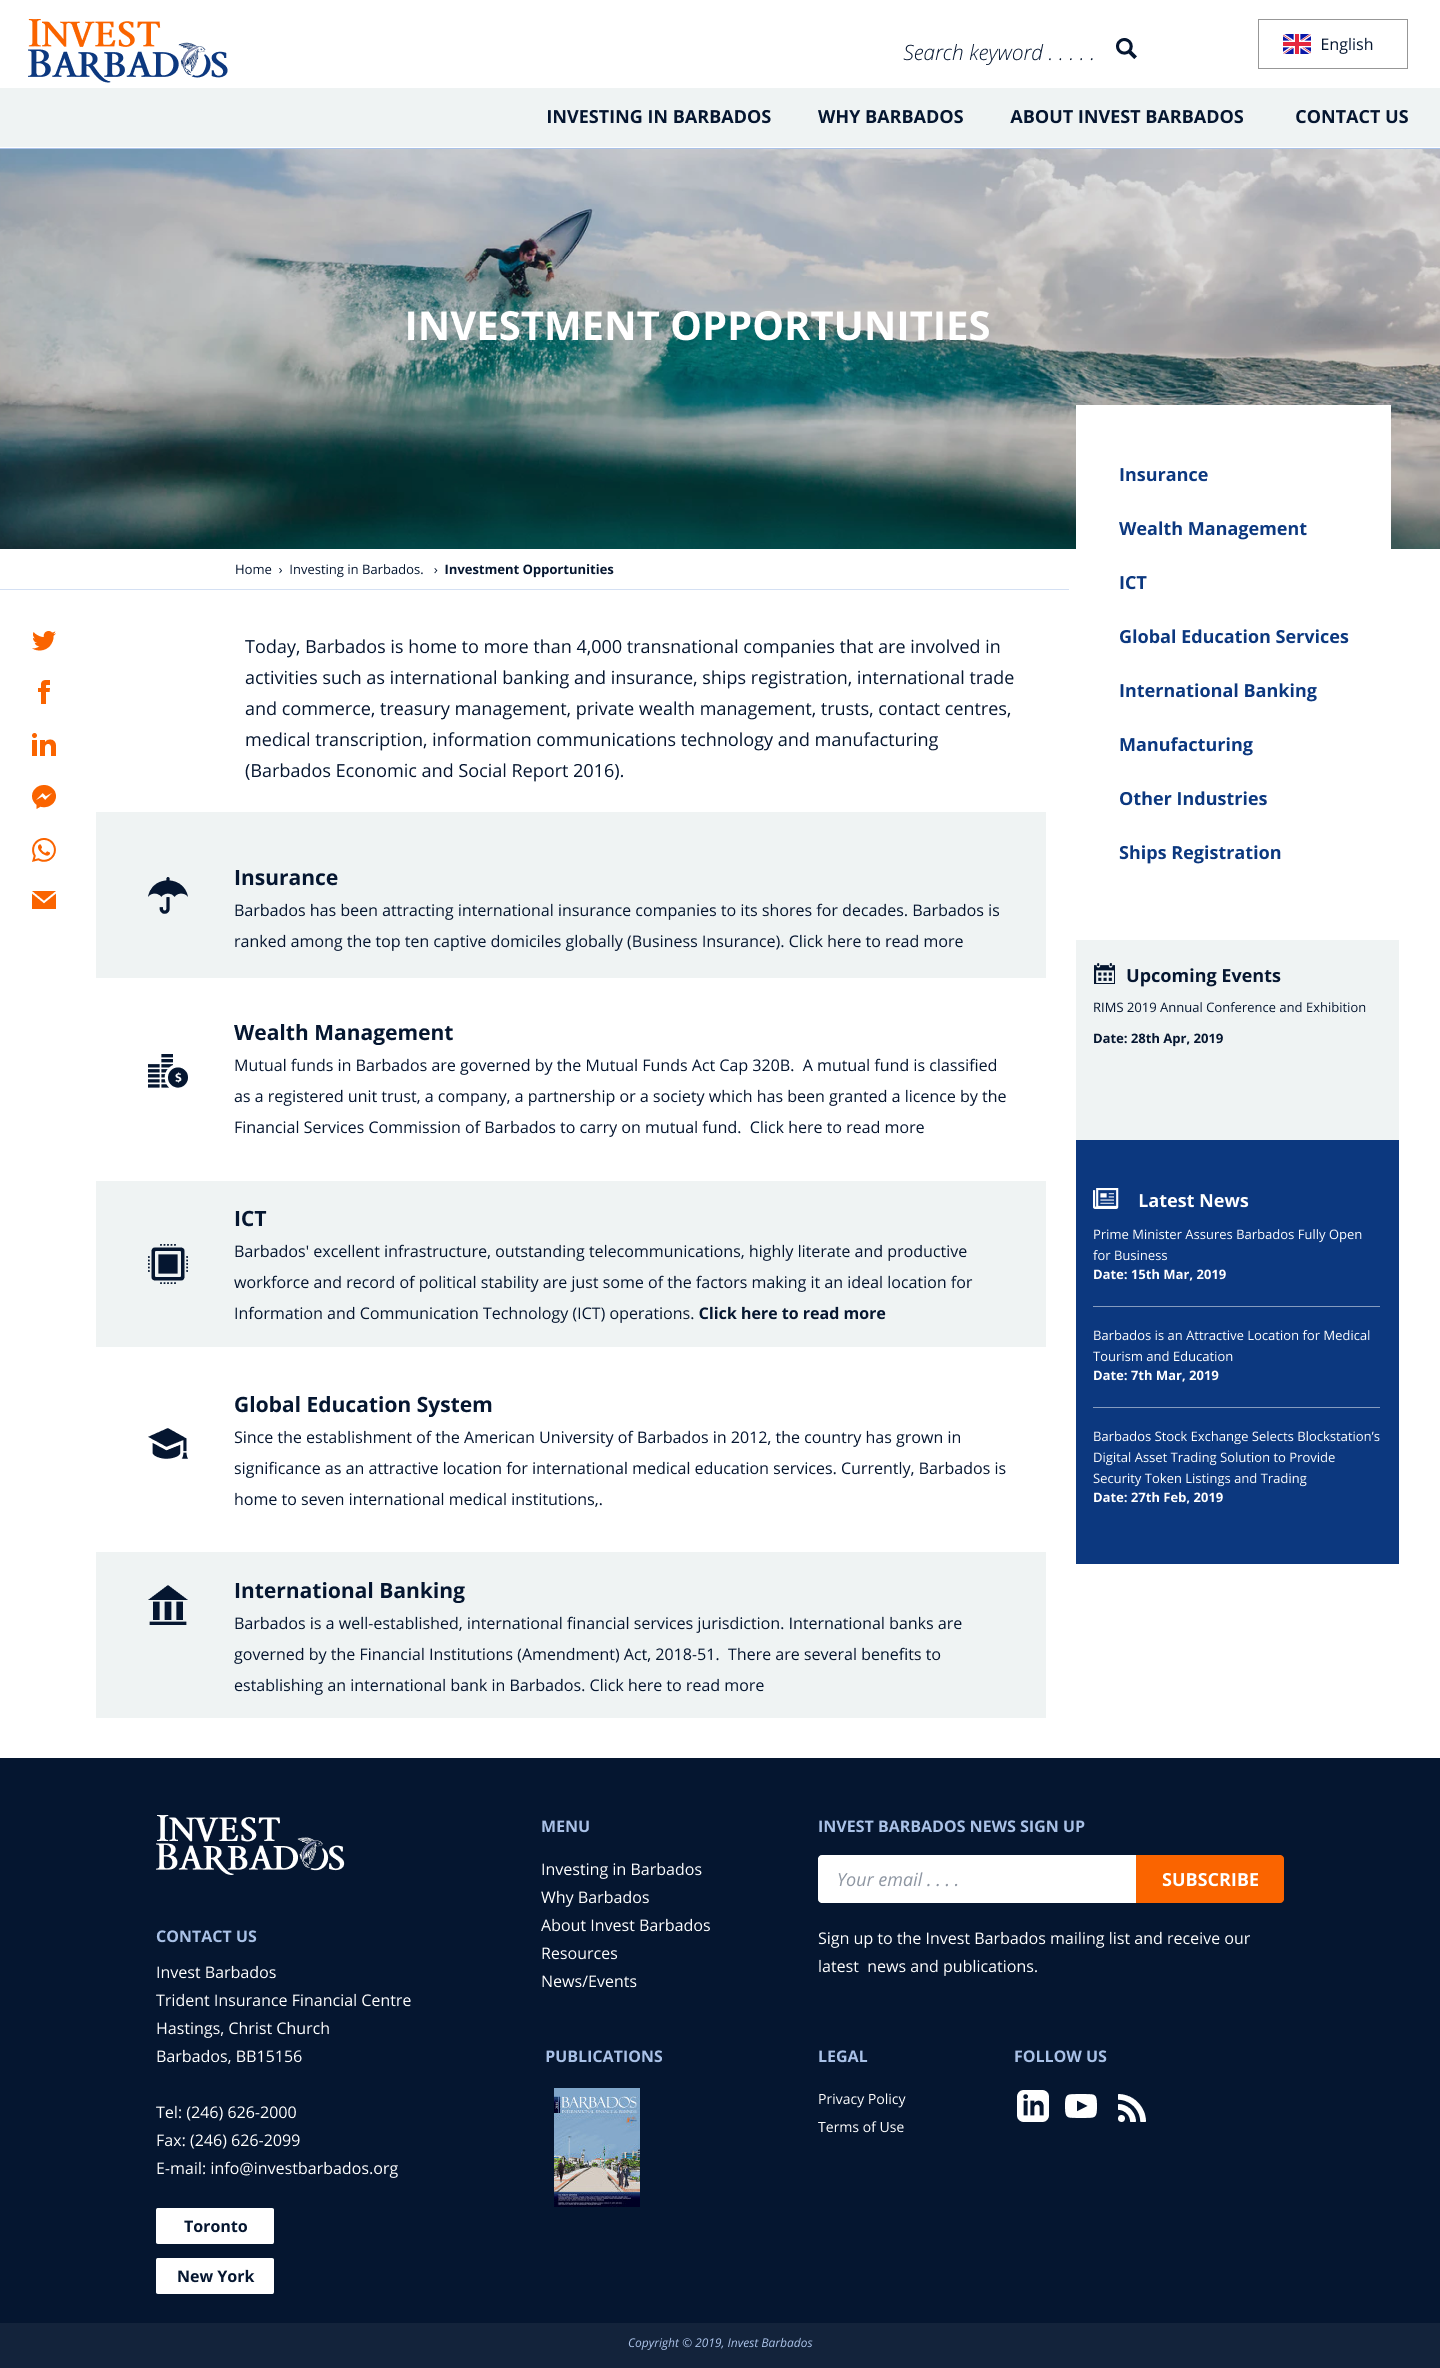 INVEST
BARBADOS
Search keyword . . . . .
English
INVESTING IN BARBADOS
WHY BARBADOS
ABOUT INVEST BARBADOS
CONTACT US
INVESTMENT OPPORTUNITIES
Home › Investing in Barbados. › Investment Opportunities
Today, Barbados is home to more than 4,000 transnational companies that are involved in
activities such as international banking and insurance, ships registration, international trade
and commerce, treasury management, private wealth management, trusts, contact centres,
medical transcription, information communications technology and manufacturing
(Barbados Economic and Social Report 2016).
Insurance
Barbados has been attracting international insurance companies to its shores for decades. Barbados is
ranked among the top ten captive domiciles globally (Business Insurance). Click here to read more
Wealth Management
Mutual funds in Barbados are governed by the Mutual Funds Act Cap 320B.  A mutual fund is classified
as a registered unit trust, a company, a partnership or a society which has been granted a licence by the
Financial Services Commission of Barbados to carry on mutual fund.  Click here to read more
ICT
Barbados' excellent infrastructure, outstanding telecommunications, highly literate and productive
workforce and record of political stability are just some of the factors making it an ideal location for
Information and Communication Technology (ICT) operations. Click here to read more
Global Education System
Since the establishment of the American University of Barbados in 2012, the country has grown in
significance as an attractive location for international medical education services. Currently, Barbados is
home to seven international medical institutions,.
International Banking
Barbados is a well-established, international financial services jurisdiction. International banks are
governed by the Financial Institutions (Amendment) Act, 2018-51.  There are several benefits to
establishing an international bank in Barbados. Click here to read more
Insurance
Wealth Management
ICT
Global Education Services
International Banking
Manufacturing
Other Industries
Ships Registration
Upcoming Events
RIMS 2019 Annual Conference and Exhibition
Date: 28th Apr, 2019
Latest News
Prime Minister Assures Barbados Fully Open
for Business
Date: 15th Mar, 2019
Barbados is an Attractive Location for Medical
Tourism and Education
Date: 7th Mar, 2019
Barbados Stock Exchange Selects Blockstation's
Digital Asset Trading Solution to Provide
Security Token Listings and Trading
Date: 27th Feb, 2019
INVEST
BARBADOS
CONTACT US
Invest Barbados
Trident Insurance Financial Centre
Hastings, Christ Church
Barbados, BB15156
Tel: (246) 626-2000
Fax: (246) 626-2099
E-mail: info@investbarbados.org
Toronto
New York
MENU
Investing in Barbados
Why Barbados
About Invest Barbados
Resources
News/Events
INVEST BARBADOS NEWS SIGN UP
Your email . . . .
SUBSCRIBE
Sign up to the Invest Barbados mailing list and receive our
latest  news and publications.
PUBLICATIONS
BARBADOS
LEGAL
Privacy Policy
Terms of Use
FOLLOW US
Copyright © 2019, Invest Barbados